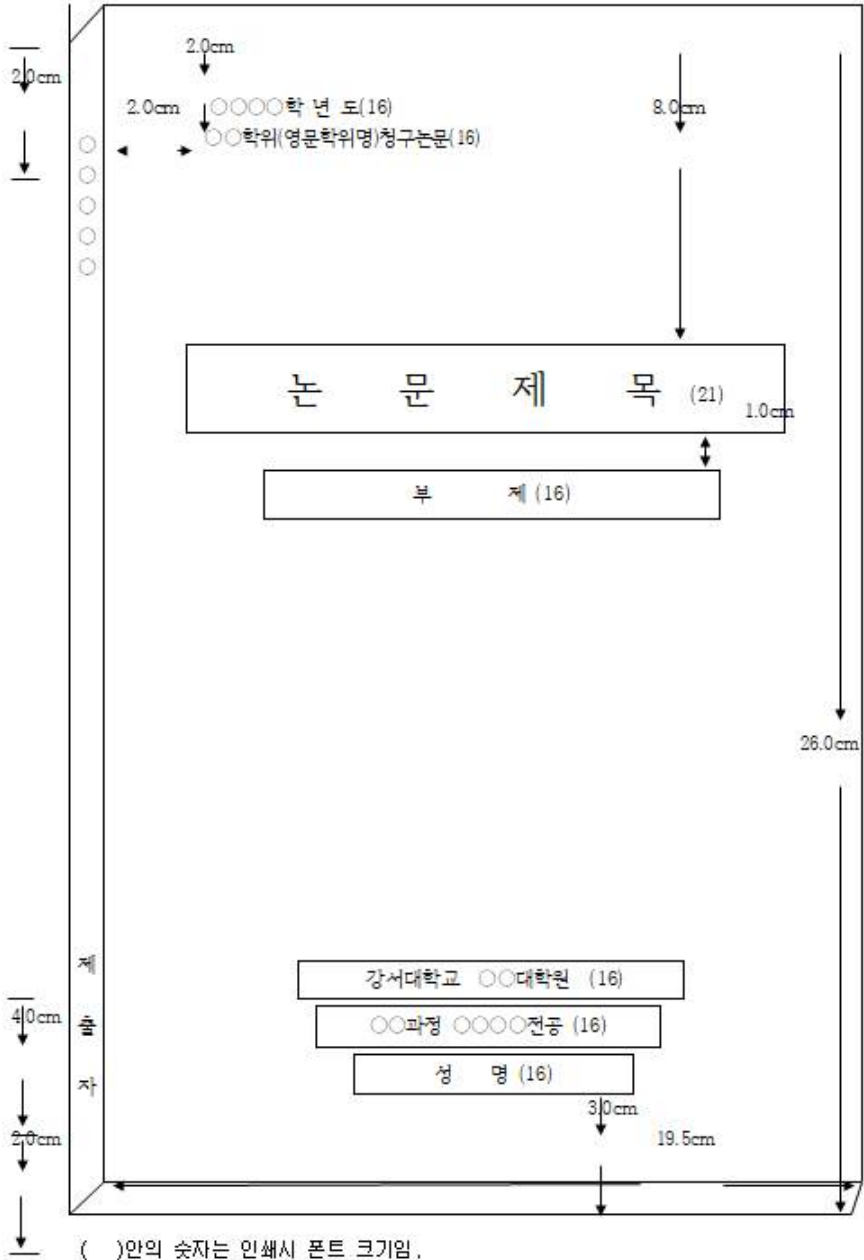 2.0cm
2.0cm
2.0cm ○○○○학 년 도(16) 8.0cm
○○학위(영문학위명)청구논문(16)
○
○
○
○
○
논 문 제 목 (21)
1.0cm
부 제 (16)
26.0cm
제
출
자
강서대학교 ○○대학원 (16)
4.0cm
○○과정 ○○○○전공 (16)
성 명 (16)
3.0cm
2.0cm
19.5cm
( )안의 숫자는 인쇄시 폰트 크기임.